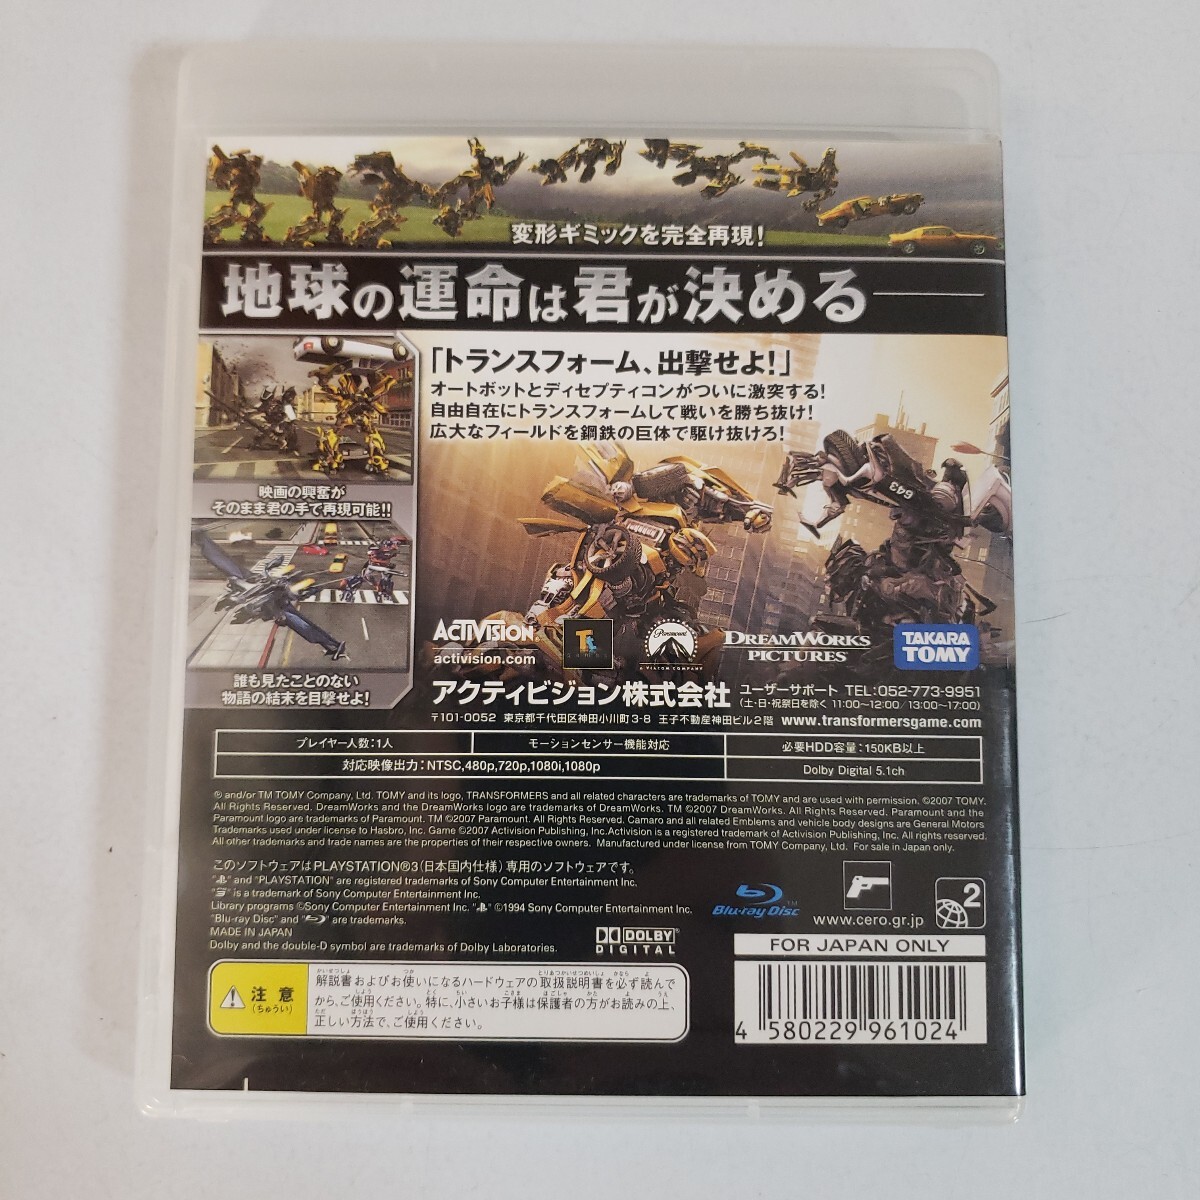 変形ギミックを完全再現!
地球の運命は君が決める
「トランスフォーム、出撃せよ!」
オートボットとディセプティコンがついに激突する!
自由自在にトランスフォームして戦いを勝ち抜け!
広大なフィールドを鋼鉄の巨体で駆け抜けろ!
映画の興奮が
そのまま君の手で再現可能!!
誰も見たことのない
物語の結末を目撃せよ!
643
ACTIVISION
activision.com
Paramount
A VIACOM COMPANY
DREAMWORKS
PICTURES
TAKARA
TOMY
アクティビジョン株式会社
ユーザーサポート TEL:052-773-9951
(土・日・祝祭日を除く 11:00~12:00/13:00~17:00)
〒101-0052 東京都千代田区神田小川町3-8 王子不動産神田ビル2階 www.transformersgame.com
プレイヤー人数:1人
モーションセンサー機能対応
必要HDD容量:150KB以上
対応映像出力:NTSC,480p,720p,1080i,1080p
Dolby Digital 5.1ch
® and/or TM TOMY Company, Ltd. TOMY and its logo, TRANSFORMERS and all related characters are trademarks of TOMY and are used with permission. ©2007 TOMY.
All Rights Reserved. DreamWorks and the DreamWorks logo are trademarks of DreamWorks. TM ©2007 DreamWorks. All Rights Reserved. Paramount and the
Paramount logo are trademarks of Paramount. TM ©2007 Paramount. All Rights Reserved. Camaro and all related Emblems and vehicle body designs are General Motors
Trademarks used under license to Hasbro, Inc. Game ©2007 Activision Publishing, Inc.Activision is a registered trademark of Activision Publishing, Inc. All rights reserved.
All other trademarks and trade names are the properties of their respective owners. Manufactured under license from TOMY Company, Ltd. For sale in Japan only.
このソフトウェアはPLAYSTATION®3(日本国内仕様)専用のソフトウェアです。
" " and "PLAYSTATION" are registered trademarks of Sony Computer Entertainment Inc.
" " is a trademark of Sony Computer Entertainment Inc.
Library programs ©Sony Computer Entertainment Inc. " " ©1994 Sony Computer Entertainment Inc.
"Blu-ray Disc" and " " are trademarks.
MADE IN JAPAN
Dolby and the double-D symbol are trademarks of Dolby Laboratories.
DOLBY
DIGITAL
Blu-ray Disc
www.cero.gr.jp
2
FOR JAPAN ONLY
注意
(ちゅうい)
解説書およびお使いになるハードウェアの取扱説明書を必ず読んで
から、ご使用ください。特に、小さいお子様は保護者の方がお読みの上、
正しい方法で、ご使用ください。
4 580229 961024